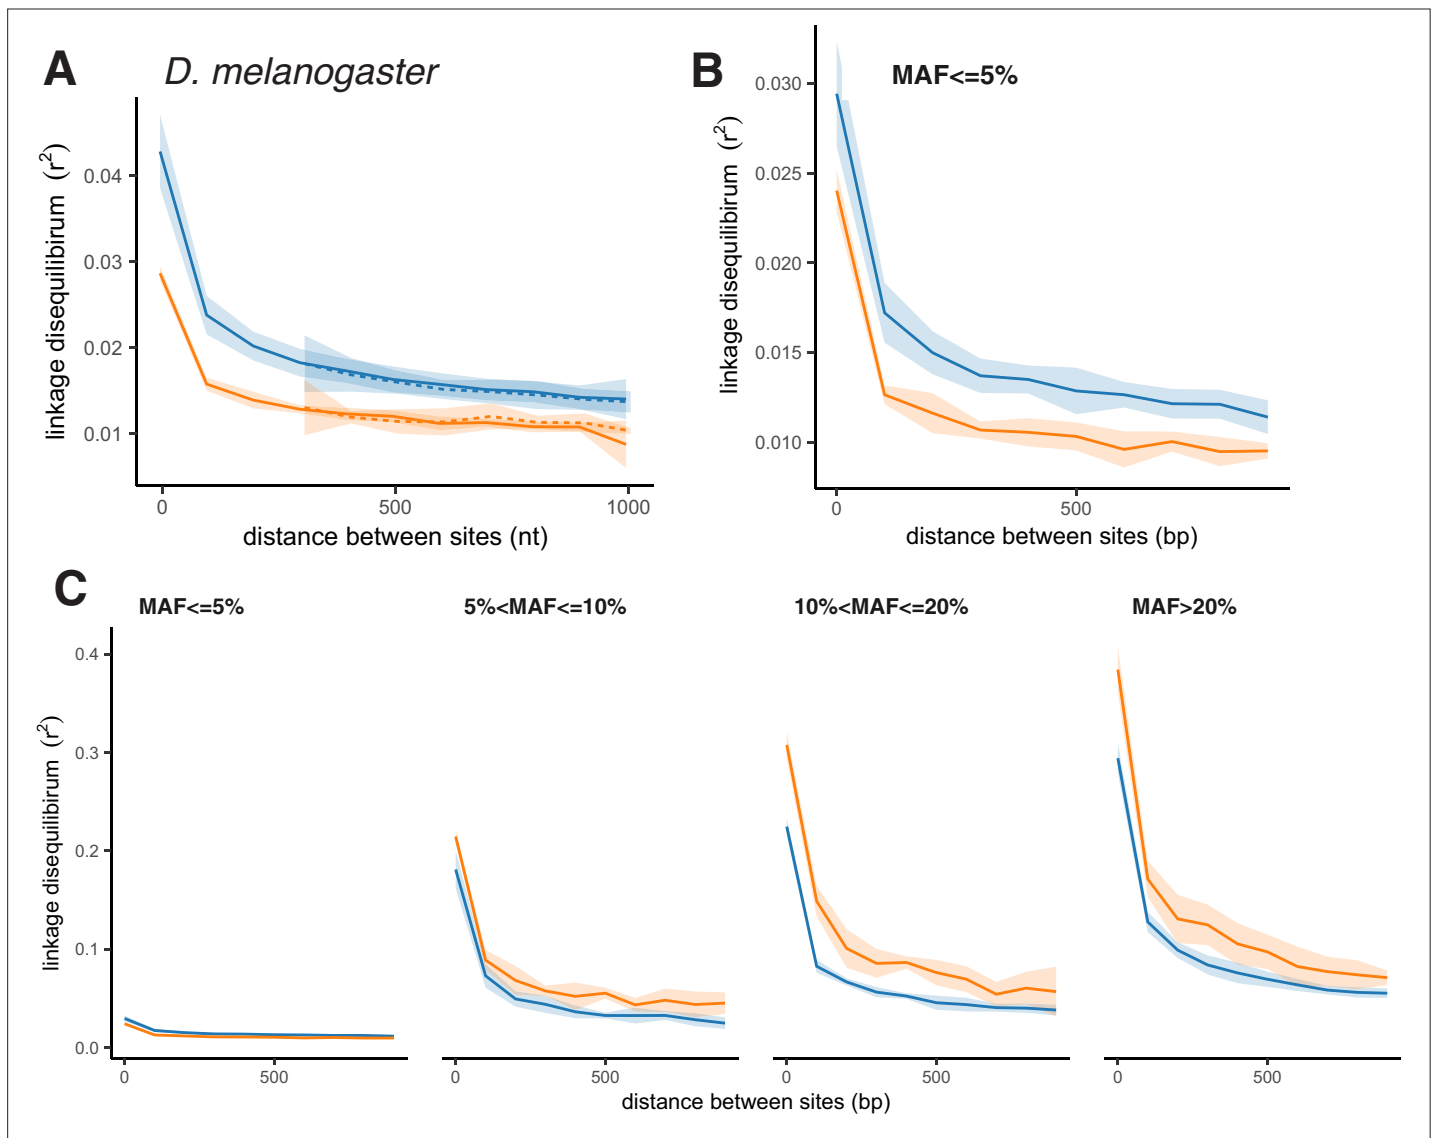 A D. melanogaster
linkage disequilibirum (r²)
0.04
0.03
0.02
0.01
0 500 1000
distance between sites (nt)
B MAF<=5%
linkage disequilibirum (r²)
0.030
0.025
0.020
0.015
0.010
0 500
distance between sites (bp)
C
MAF<=5% 5%<MAF<=10% 10%<MAF<=20% MAF>20%
linkage disequilibirum (r²)
0.4
0.3
0.2
0.1
0.0
0 500 0 500 0 500 0 500
distance between sites (bp)